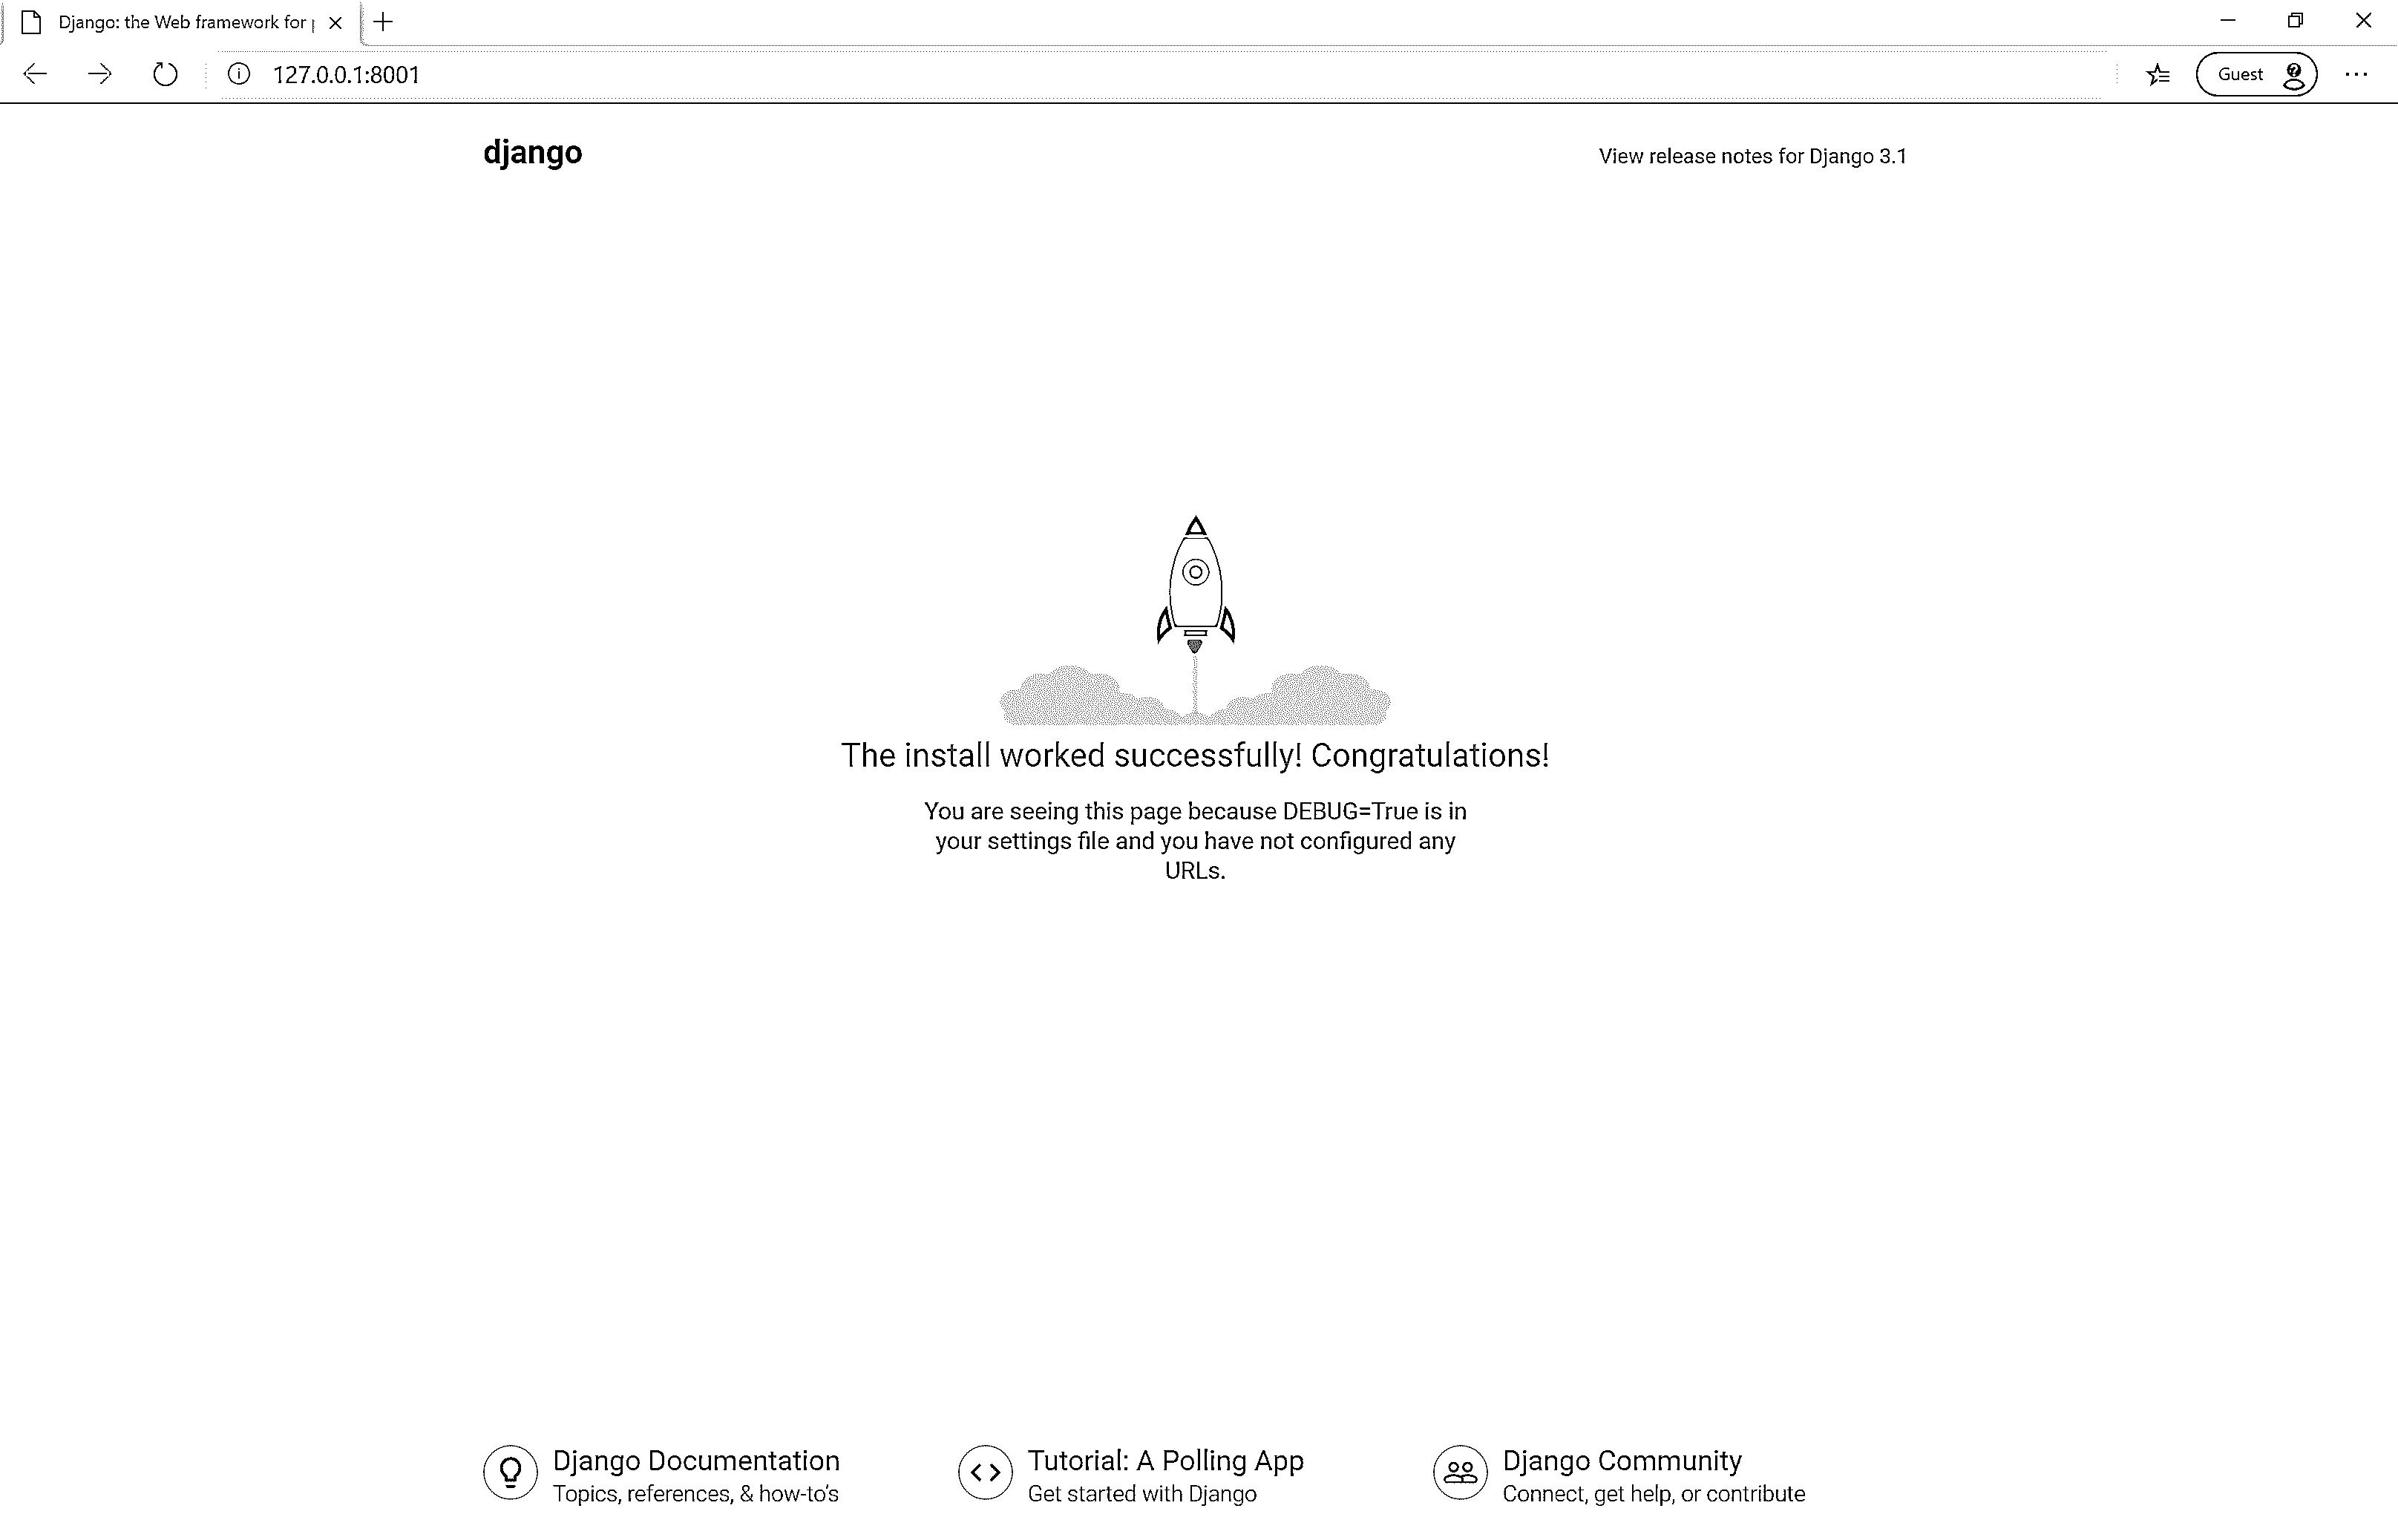 Django: the Web framework for
127.0.0.1:8001
Guest
django
View release notes for Django 3.1
The install worked successfully! Congratulations!
You are seeing this page because DEBUG=True is in
your settings file and you have not configured any
URLs.
Django Documentation
Topics, references, & how-to's
Tutorial: A Polling App
Get started with Django
Django Community
Connect, get help, or contribute